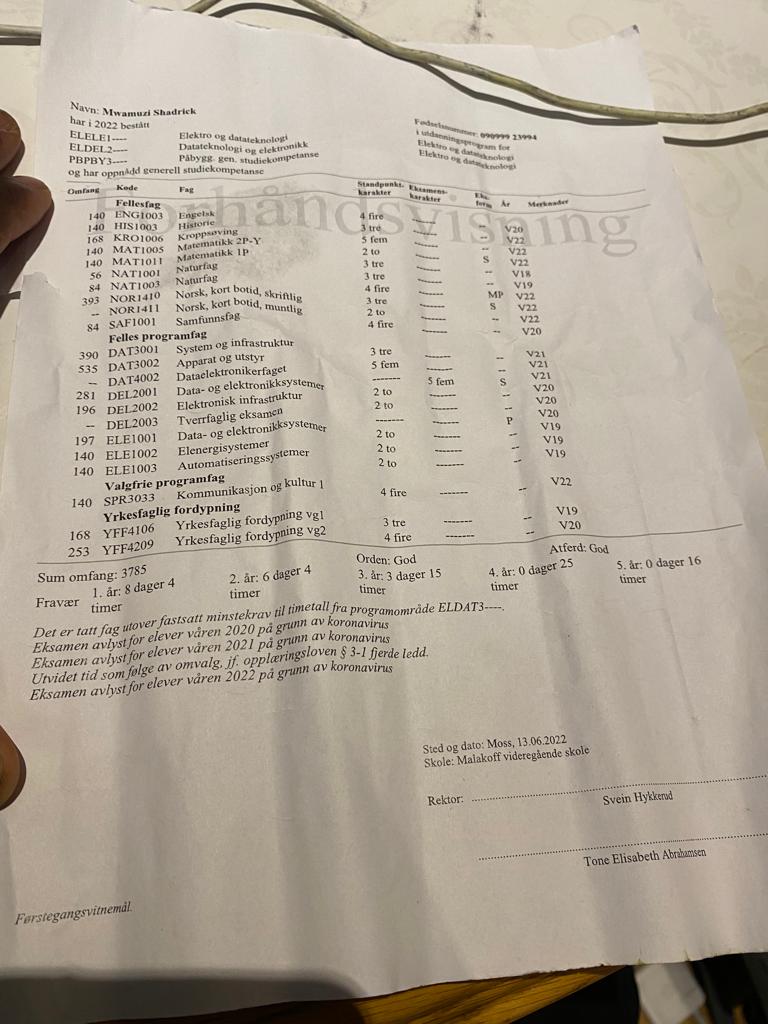 Navn: Mwamuzi Shadrick
har i 2022 bestått
ELELE1---- Elektro og datateknologi
ELDEL2---- Datateknologi og elektronikk
PBPBY3---- Påbygg. gen. studiekompetanse
og har oppnådd generell studiekompetanse
Fødselsnummer: 090999 23994
i utdanningsprogram for
Elektro og datateknologi
Elektro og datateknologi
Forhåndsvisning
Omfang Kode Fag Standpunkt-karakter Eksamens-karakter Eks. form År Merknader
Fellesfag
140 ENG1003 Engelsk 4 fire ------- -- V20
140 HIS1003 Historie 3 tre ------- -- V22
168 KRO1006 Kroppsøving 5 fem ------- -- V22
140 MAT1005 Matematikk 2P-Y 2 to ------- S V22
140 MAT1011 Matematikk 1P 3 tre ------- -- V18
56 NAT1001 Naturfag 3 tre ------- -- V19
84 NAT1003 Naturfag 4 fire ------- MP V22
393 NOR1410 Norsk, kort botid, skriftlig 3 tre ------- S V22
-- NOR1411 Norsk, kort botid, muntlig 2 to ------- -- V22
84 SAF1001 Samfunnsfag 4 fire ------- -- V20
Felles programfag
390 DAT3001 System og infrastruktur 3 tre ------- -- V21
535 DAT3002 Apparat og utstyr 5 fem ------- -- V21
-- DAT4002 Dataelektronikerfaget ------- 5 fem S V21
281 DEL2001 Data- og elektronikksystemer 2 to ------- -- V20
196 DEL2002 Elektronisk infrastruktur 2 to ------- -- V20
-- DEL2003 Tverrfaglig eksamen ------- ------- P V20
197 ELE1001 Data- og elektronikksystemer 2 to ------- -- V19
140 ELE1002 Elenergisystemer 2 to ------- -- V19
140 ELE1003 Automatiseringssystemer 2 to ------- -- V19
Valgfrie programfag
140 SPR3033 Kommunikasjon og kultur 1 4 fire ------- -- V22
Yrkesfaglig fordypning
168 YFF4106 Yrkesfaglig fordypning vg1 3 tre ------- -- V19
253 YFF4209 Yrkesfaglig fordypning vg2 4 fire ------- -- V20
Sum omfang: 3785 Orden: God Atferd: God
Fravær 1. år: 8 dager 4 timer 2. år: 6 dager 4 timer 3. år: 3 dager 15 timer 4. år: 0 dager 25 timer 5. år: 0 dager 16 timer
Det er tatt fag utover fastsatt minstekrav til timetall fra programområde ELDAT3----.
Eksamen avlyst for elever våren 2020 på grunn av koronavirus
Eksamen avlyst for elever våren 2021 på grunn av koronavirus
Utvidet tid som følge av omvalg, jf. opplæringsloven § 3-1 fjerde ledd.
Eksamen avlyst for elever våren 2022 på grunn av koronavirus
Sted og dato: Moss, 13.06.2022
Skole: Malakoff videregående skole
Rektor:
Svein Hykkerud
Tone Elisabeth Abrahamsen
Førstegangsvitnemål.